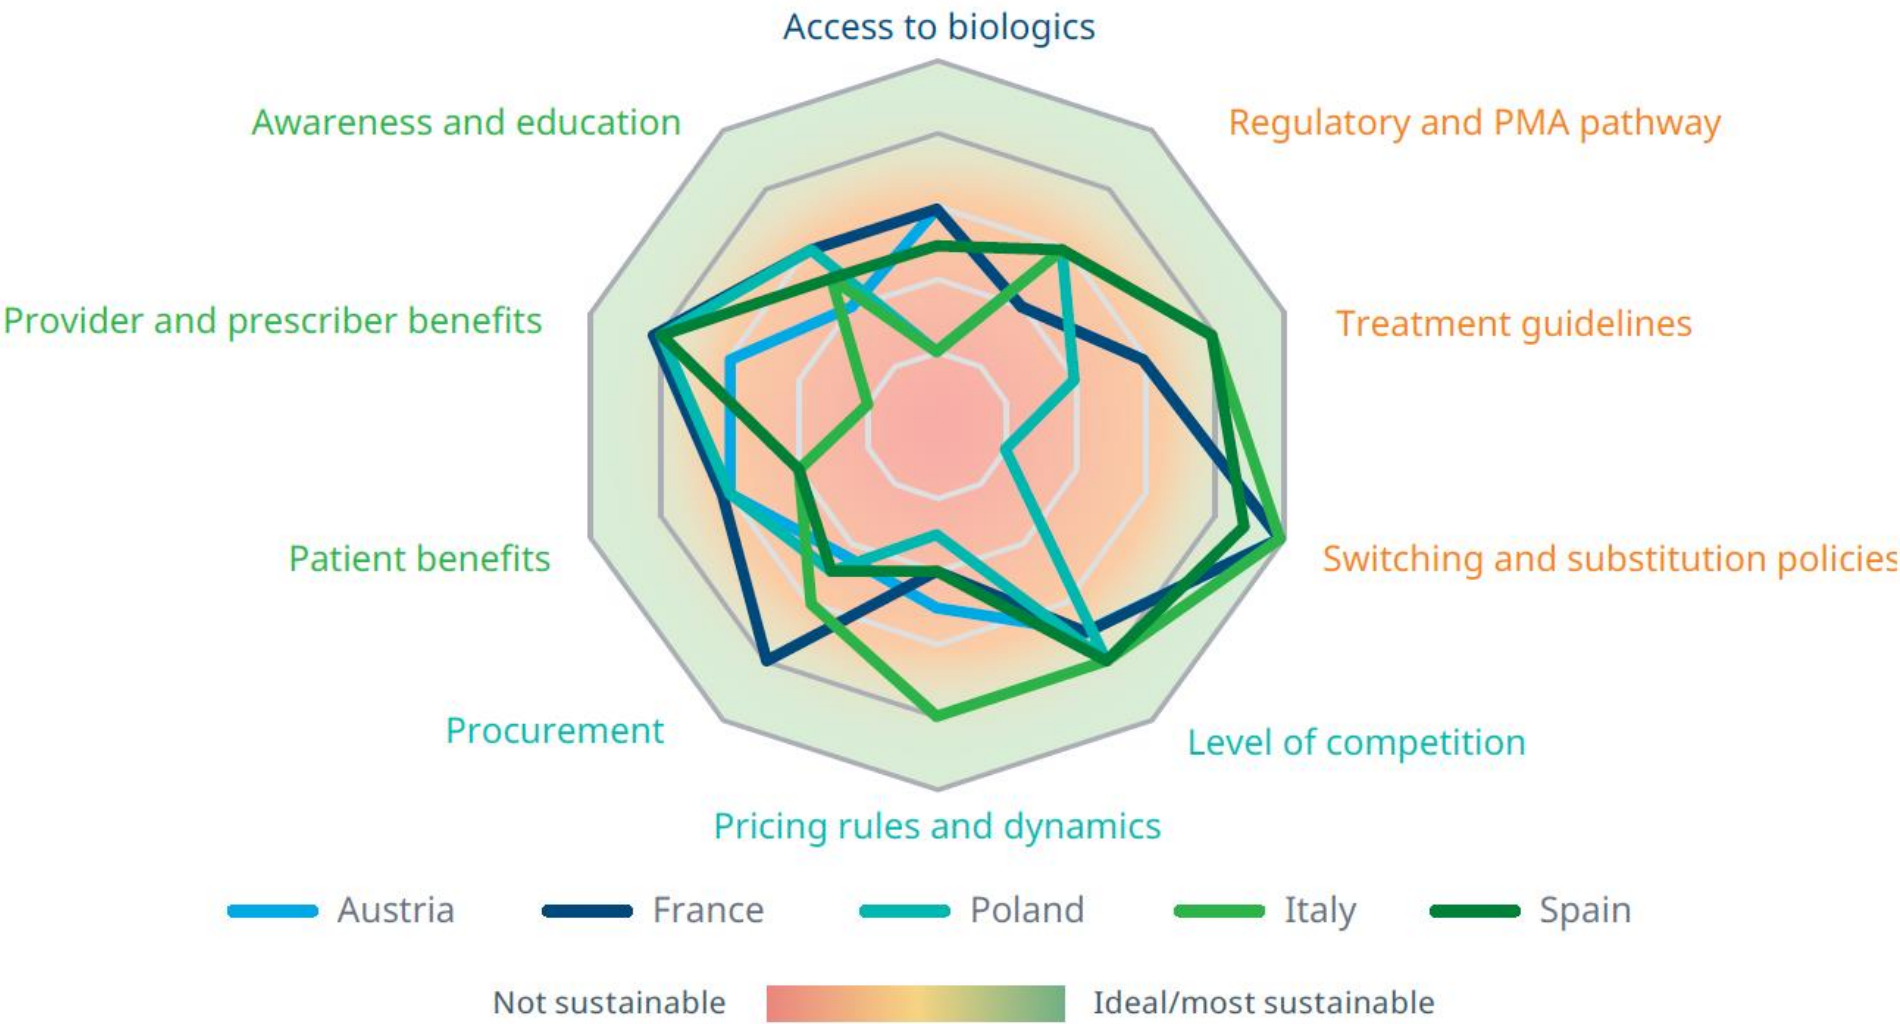 Access to biologics
Awareness and education
Regulatory and PMA pathway
Provider and prescriber benefits
Treatment guidelines
Patient benefits
Switching and substitution policies
Procurement
Level of competition
Pricing rules and dynamics
Austria
France
Poland
Italy
Spain
Not sustainable
Ideal/most sustainable